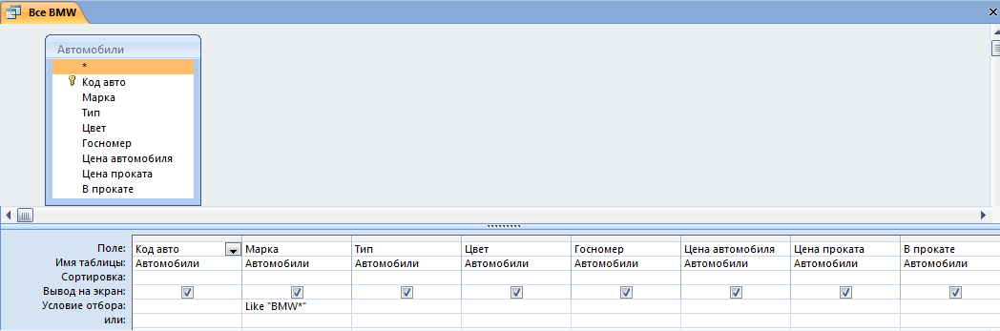 Все BMW
Автомобили
*
Код авто
Марка
Тип
Цвет
Госномер
Цена автомобиля
Цена проката
В прокате
Поле: Код авто Марка Тип Цвет Госномер Цена автомобиля Цена проката В прокате
Имя таблицы: Автомобили Автомобили Автомобили Автомобили Автомобили Автомобили Автомобили Автомобили
Сортировка:
Вывод на экран:
Условие отбора: Like "BMW*"
или: